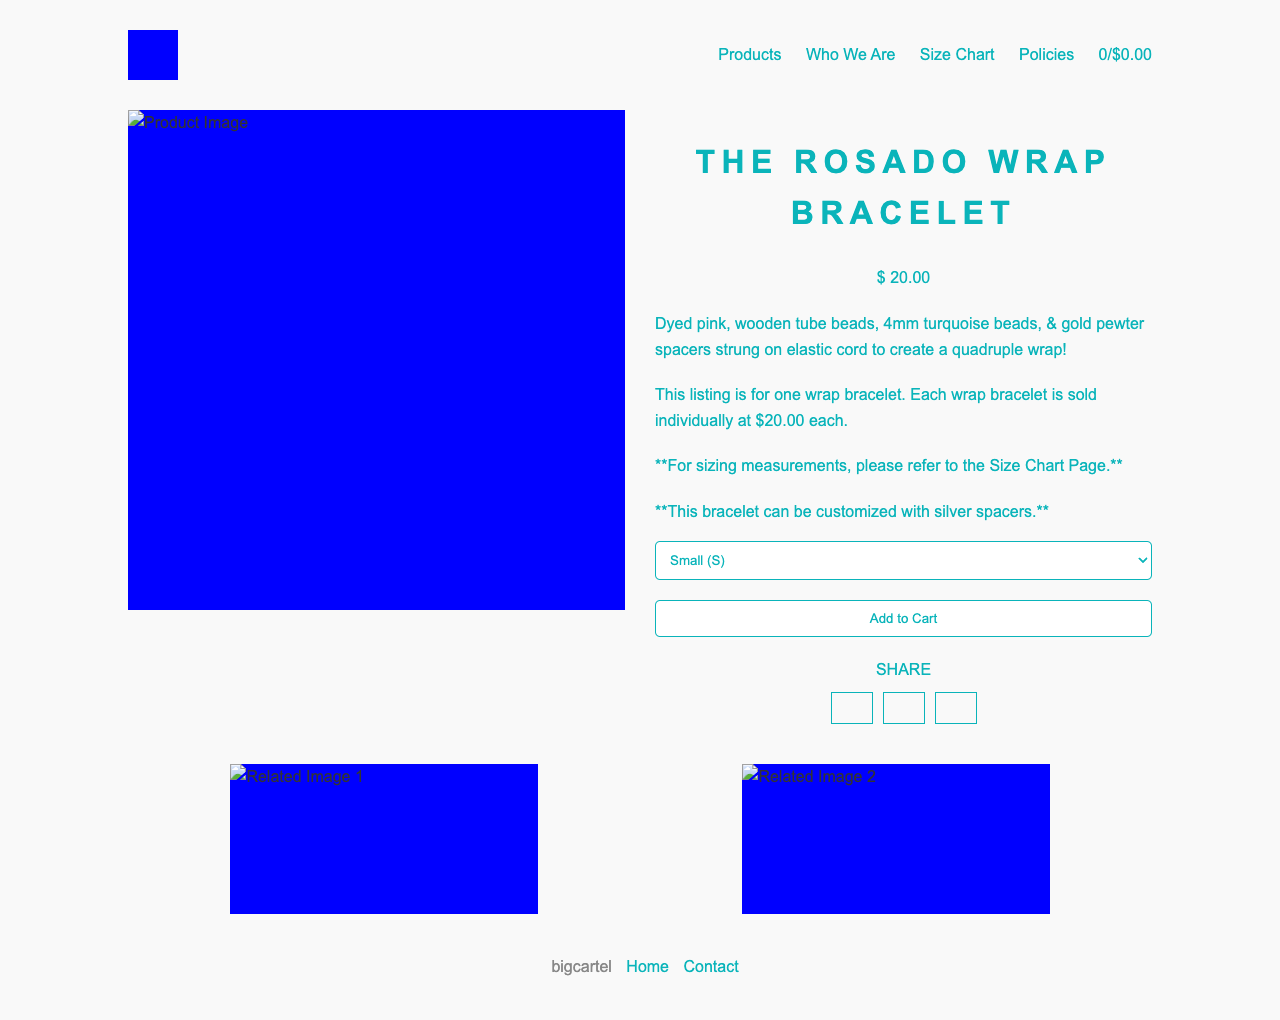 Products Who We Are Size Chart Policies 0/$0.00
Product Image
THE ROSADO WRAP
BRACELET
$ 20.00
Dyed pink, wooden tube beads, 4mm turquoise beads, & gold pewter
spacers strung on elastic cord to create a quadruple wrap!
This listing is for one wrap bracelet. Each wrap bracelet is sold
individually at $20.00 each.
**For sizing measurements, please refer to the Size Chart Page.**
**This bracelet can be customized with silver spacers.**
Small (S)
Add to Cart
SHARE
Related Image 1
Related Image 2
bigcartel Home Contact